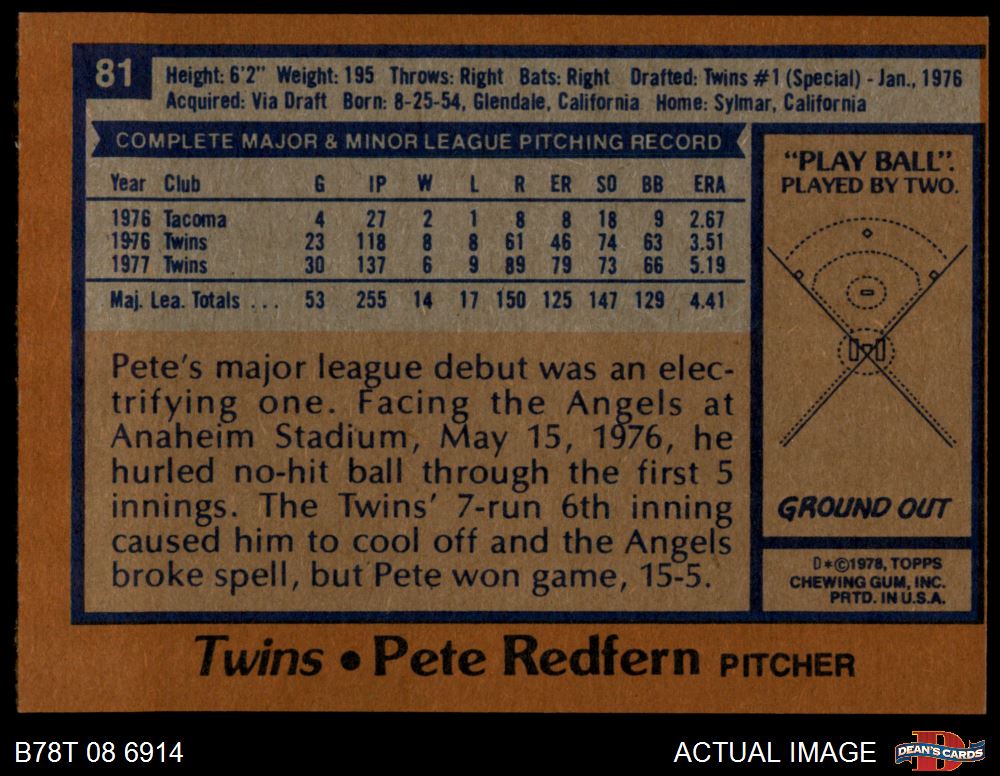 81
Height: 6'2" Weight: 195 Throws: Right Bats: Right Drafted: Twins #1 (Special) - Jan., 1976
Acquired: Via Draft Born: 8-25-54, Glendale, California Home: Sylmar, California
COMPLETE MAJOR & MINOR LEAGUE PITCHING RECORD
Year Club G IP W L R ER SO BB ERA
1976 Tacoma 4 27 2 1 8 8 18 9 2.67
1976 Twins 23 118 8 8 61 46 74 63 3.51
1977 Twins 30 137 6 9 89 79 73 66 5.19
Maj. Lea. Totals ... 53 255 14 17 150 125 147 129 4.41
Pete's major league debut was an elec-
trifying one. Facing the Angels at
Anaheim Stadium, May 15, 1976, he
hurled no-hit ball through the first 5
innings. The Twins' 7-run 6th inning
caused him to cool off and the Angels
broke spell, but Pete won game, 15-5.
"PLAY BALL".
PLAYED BY TWO.
GROUND OUT
D*©1978, TOPPS
CHEWING GUM, INC.
PRTD. IN U.S.A.
Twins • Pete Redfern PITCHER
B78T 08 6914
ACTUAL IMAGE
D
DEAN'S CARDS